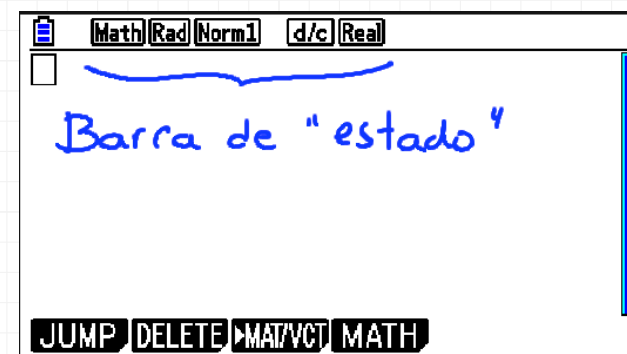 Math Rad Norm1 d/c Real
Barra de "estado"
JUMP DELETE ►MAT/VCT MATH